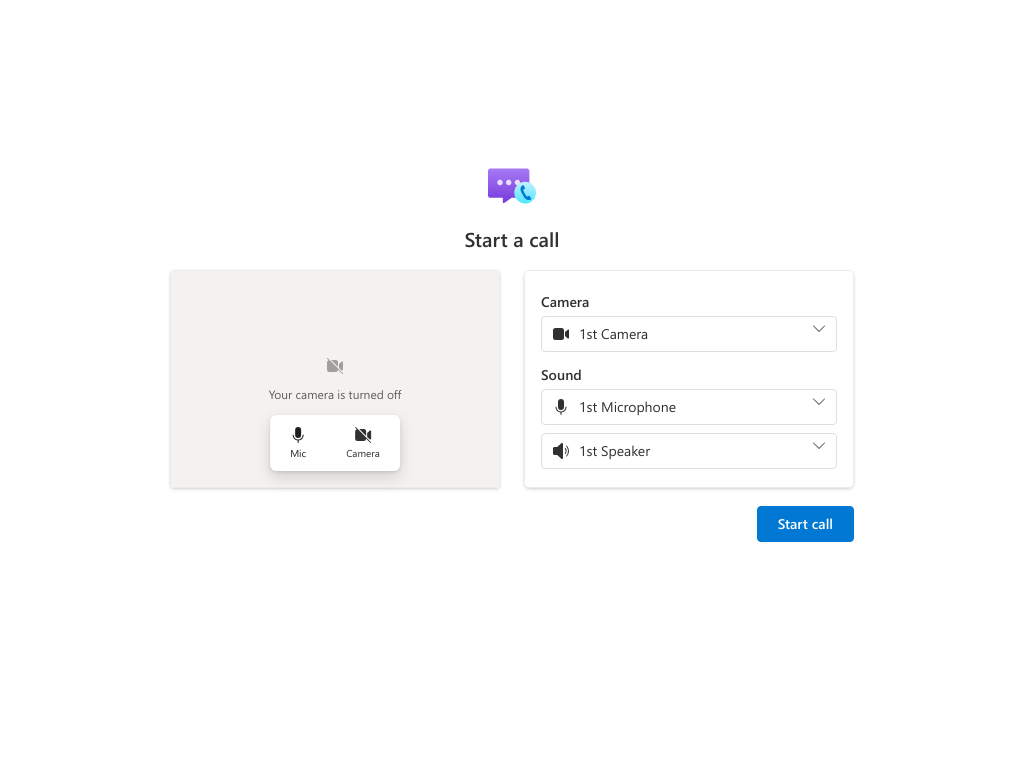 Start a call
Your camera is turned off
Mic
Camera
Camera
1st Camera
Sound
1st Microphone
1st Speaker
Start call